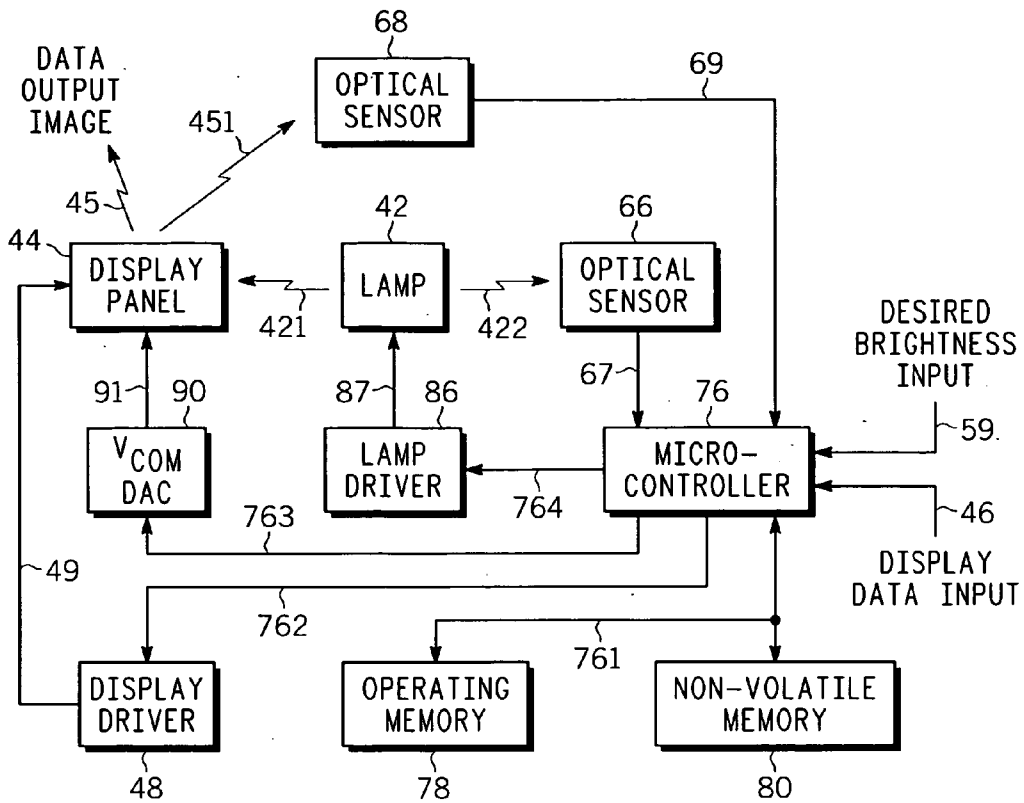 68
DATA
OUTPUT
IMAGE
OPTICAL
SENSOR
69
451
45
42
66
44
DISPLAY
PANEL
LAMP
OPTICAL
SENSOR
421
422
DESIRED
BRIGHTNESS
INPUT
91
90
87
86
67
76
59
VCOM
DAC
LAMP
DRIVER
MICRO-
CONTROLLER
764
763
46
49
762
761
DISPLAY
DATA INPUT
DISPLAY
DRIVER
OPERATING
MEMORY
NON-VOLATILE
MEMORY
48
78
80